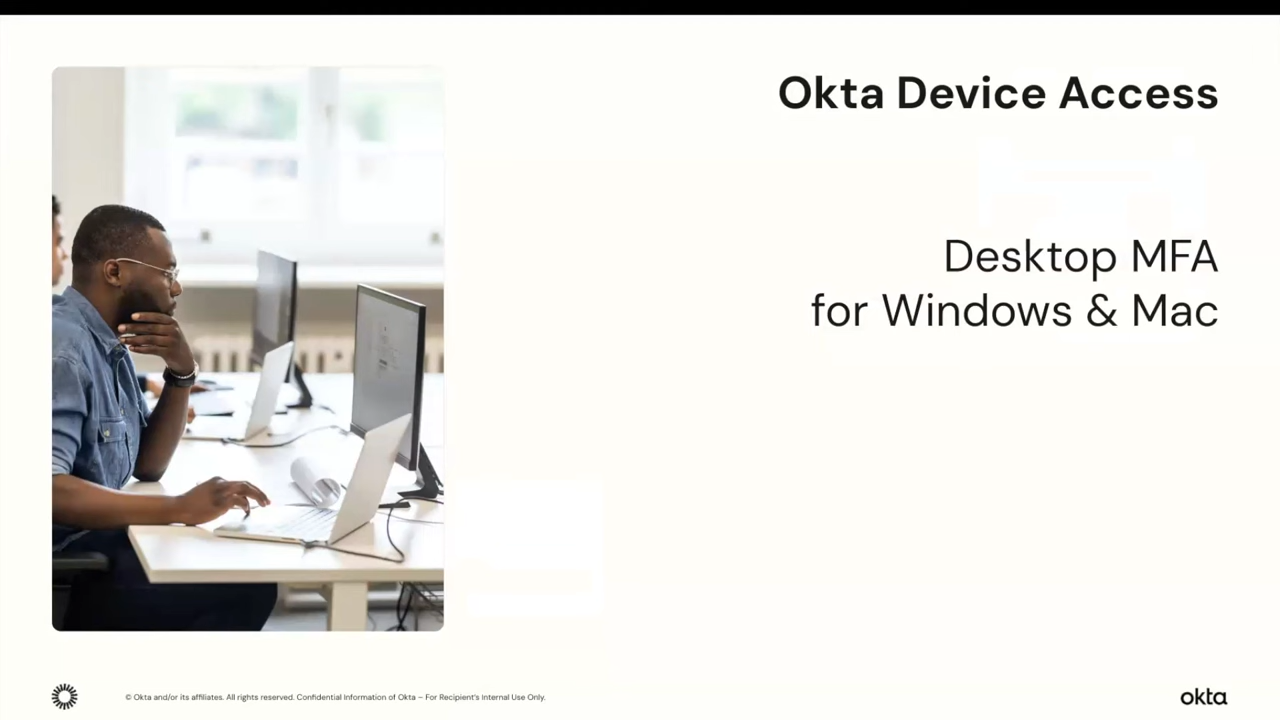 Okta Device Access
Desktop MFA
for Windows & Mac
© Okta and/or its affiliates. All rights reserved. Confidential Information of Okta – For Recipient's Internal Use Only.
okta